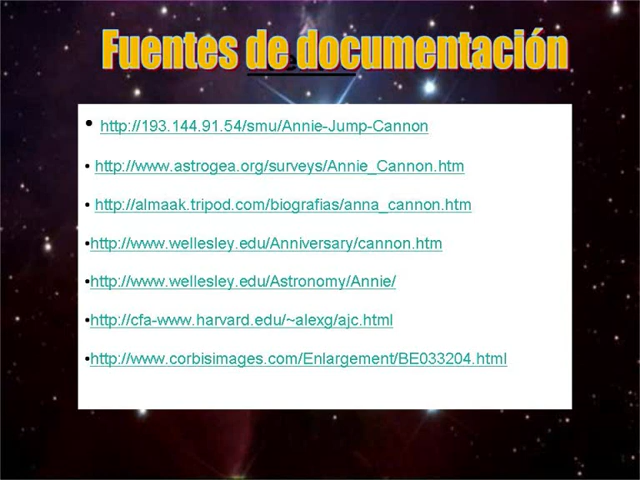 Fuentes de documentación
• http://193.144.91.54/smu/Annie-Jump-Cannon
• http://www.astrogea.org/surveys/Annie_Cannon.htm
• http://almaak.tripod.com/biografias/anna_cannon.htm
•http://www.wellesley.edu/Anniversary/cannon.htm
•http://www.wellesley.edu/Astronomy/Annie/
•http://cfa-www.harvard.edu/~alexg/ajc.html
•http://www.corbisimages.com/Enlargement/BE033204.html